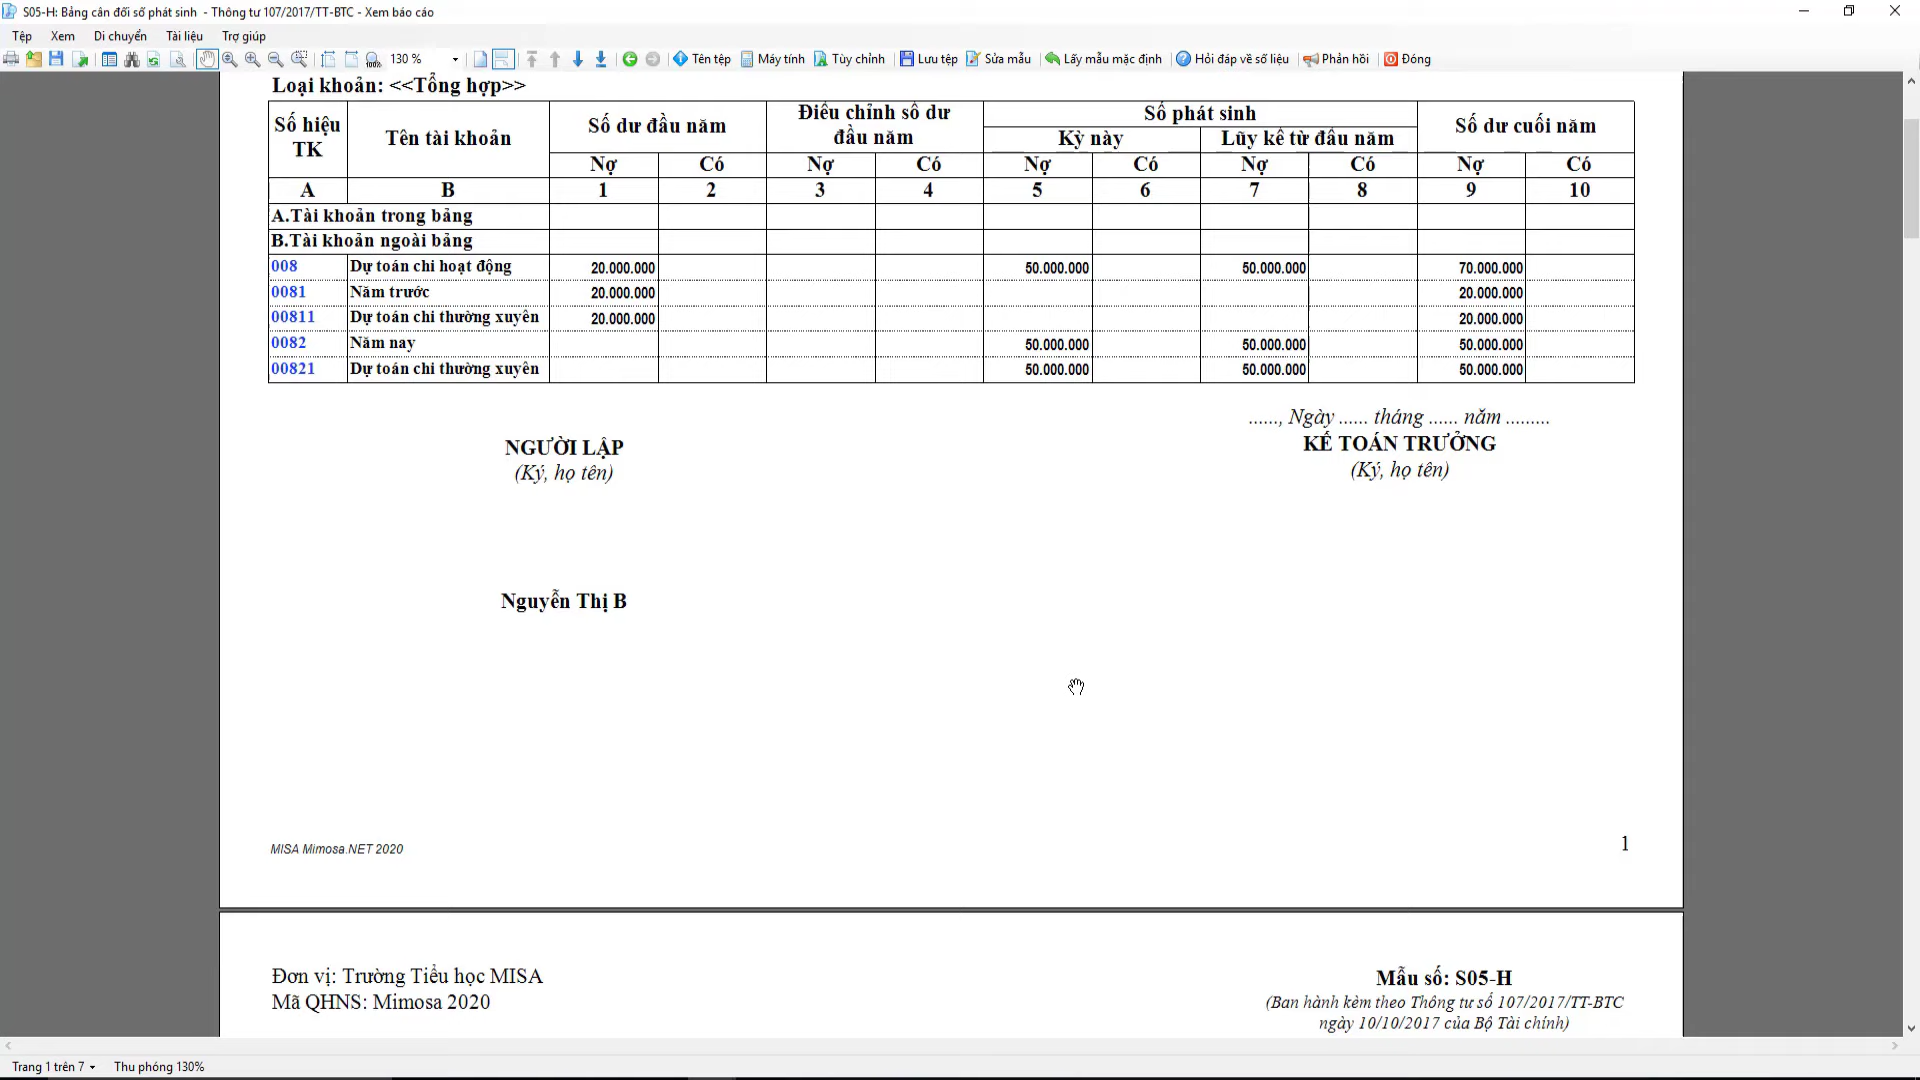 S05-H: Bảng cân đối số phát sinh - Thông tư 107/2017/TT-BTC - Xem báo cáo
Tệp Xem Di chuyển Tài liệu Trợ giúp
130 % Tên tệp Máy tính Tùy chỉnh Lưu tệp Sửa mẫu Lấy mẫu mặc định Hỏi đáp về số liệu Phản hồi Đóng
Loại khoản: <<Tổng hợp>>
Số hiệu TK Tên tài khoản Số dư đầu năm Điều chỉnh số dư đầu năm Số phát sinh Số dư cuối năm
Kỳ này Lũy kế từ đầu năm
Nợ Có Nợ Có Nợ Có Nợ Có Nợ Có
A B 1 2 3 4 5 6 7 8 9 10
A.Tài khoản trong bảng
B.Tài khoản ngoài bảng
008 Dự toán chi hoạt động 20.000.000 50.000.000 50.000.000 70.000.000
0081 Năm trước 20.000.000 20.000.000
00811 Dự toán chi thường xuyên 20.000.000 20.000.000
0082 Năm nay 50.000.000 50.000.000 50.000.000
00821 Dự toán chi thường xuyên 50.000.000 50.000.000 50.000.000
......, Ngày ...... tháng ...... năm .........
NGƯỜI LẬP KẾ TOÁN TRƯỞNG
(Ký, họ tên) (Ký, họ tên)
Nguyễn Thị B
MISA Mimosa.NET 2020 1
Đơn vị: Trường Tiểu học MISA Mẫu số: S05-H
Mã QHNS: Mimosa 2020 (Ban hành kèm theo Thông tư số 107/2017/TT-BTC
ngày 10/10/2017 của Bộ Tài chính)
Trang 1 trên 7 Thu phóng 130%